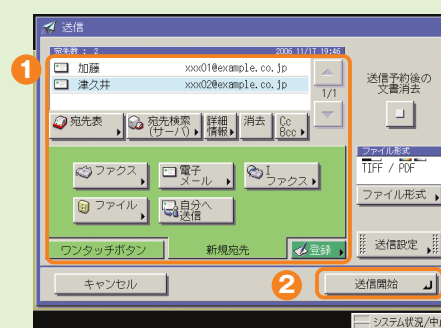 送信
宛先数： 2
2006 11/17 19:46
1
加藤 xxx01@example.co.jp
津久井 xxx02@example.co.jp
1/1
送信予約後の
文書消去
宛先表
宛先検索
(サーバ)
詳細
情報
消去
Cc
Bcc
ファイル形式
TIFF / PDF
ファイル形式
ファクス
電子
メール
I
ファクス
ファイル
自分へ
送信
送信設定
ワンタッチボタン
新規宛先
登録
2
キャンセル
送信開始
システム状況/中